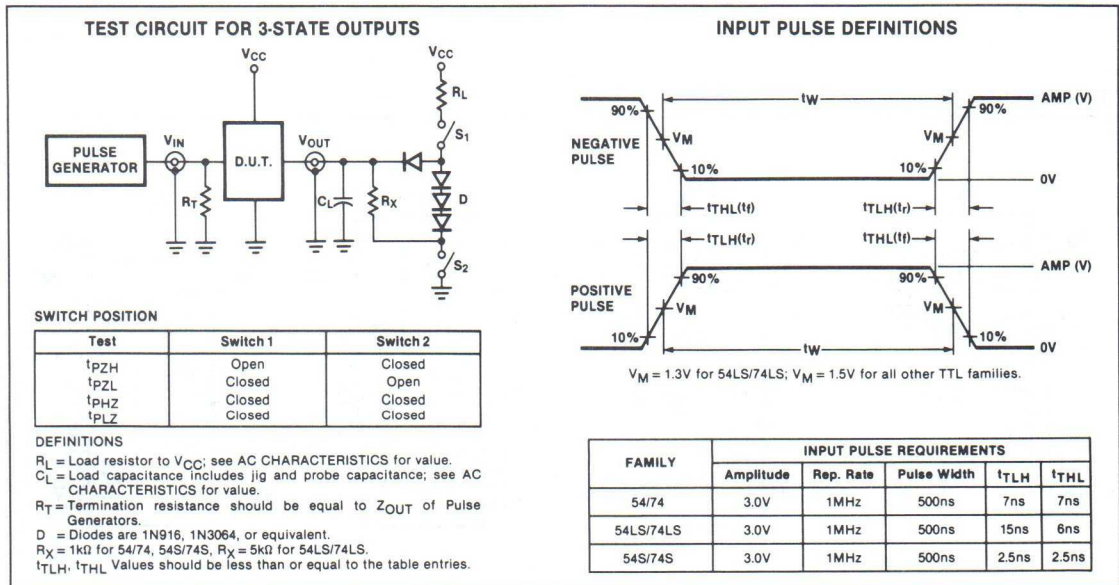 TEST CIRCUIT FOR 3-STATE OUTPUTS
VCC
VCC
RL
S1
PULSE GENERATOR
VIN
D.U.T.
VOUT
RT
CL
RX
D
S2
SWITCH POSITION
Test Switch 1 Switch 2
tPZH Open Closed
tPZL Closed Open
tPHZ Closed Closed
tPLZ Closed Closed
DEFINITIONS
RL = Load resistor to VCC; see AC CHARACTERISTICS for value.
CL = Load capacitance includes jig and probe capacitance; see AC
CHARACTERISTICS for value.
RT = Termination resistance should be equal to ZOUT of Pulse
Generators.
D = Diodes are 1N916, 1N3064, or equivalent.
RX = 1kΩ for 54/74, 54S/74S, RX = 5kΩ for 54LS/74LS.
tTLH, tTHL Values should be less than or equal to the table entries.
INPUT PULSE DEFINITIONS
90% tW 90% AMP (V)
NEGATIVE
PULSE
VM VM
10% 10% 0V
tTHL(tf) tTLH(tr)
tTLH(tr) tTHL(tf)
90% 90% AMP (V)
POSITIVE
PULSE
VM VM
10% tW 10% 0V
VM = 1.3V for 54LS/74LS; VM = 1.5V for all other TTL families.
FAMILY INPUT PULSE REQUIREMENTS
Amplitude Rep. Rate Pulse Width tTLH tTHL
54/74 3.0V 1MHz 500ns 7ns 7ns
54LS/74LS 3.0V 1MHz 500ns 15ns 6ns
54S/74S 3.0V 1MHz 500ns 2.5ns 2.5ns